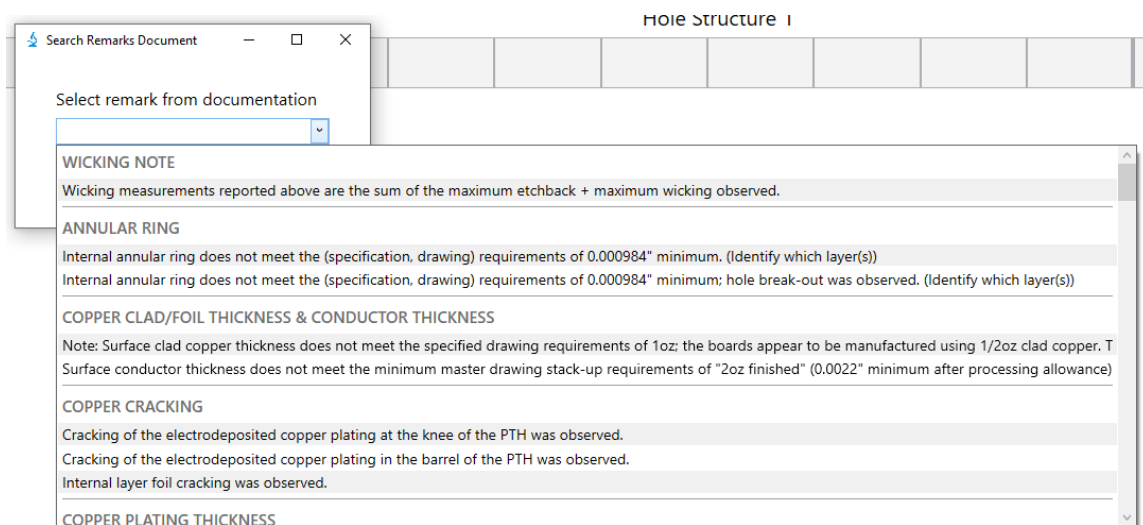 Hole Structure 1
Search Remarks Document
Select remark from documentation
WICKING NOTE
Wicking measurements reported above are the sum of the maximum etchback + maximum wicking observed.
ANNULAR RING
Internal annular ring does not meet the (specification, drawing) requirements of 0.000984" minimum. (Identify which layer(s))
Internal annular ring does not meet the (specification, drawing) requirements of 0.000984" minimum; hole break-out was observed. (Identify which layer(s))
COPPER CLAD/FOIL THICKNESS & CONDUCTOR THICKNESS
Note: Surface clad copper thickness does not meet the specified drawing requirements of 1oz; the boards appear to be manufactured using 1/2oz clad copper. T
Surface conductor thickness does not meet the minimum master drawing stack-up requirements of "2oz finished" (0.0022" minimum after processing allowance)
COPPER CRACKING
Cracking of the electrodeposited copper plating at the knee of the PTH was observed.
Cracking of the electrodeposited copper plating in the barrel of the PTH was observed.
Internal layer foil cracking was observed.
COPPER PLATING THICKNESS